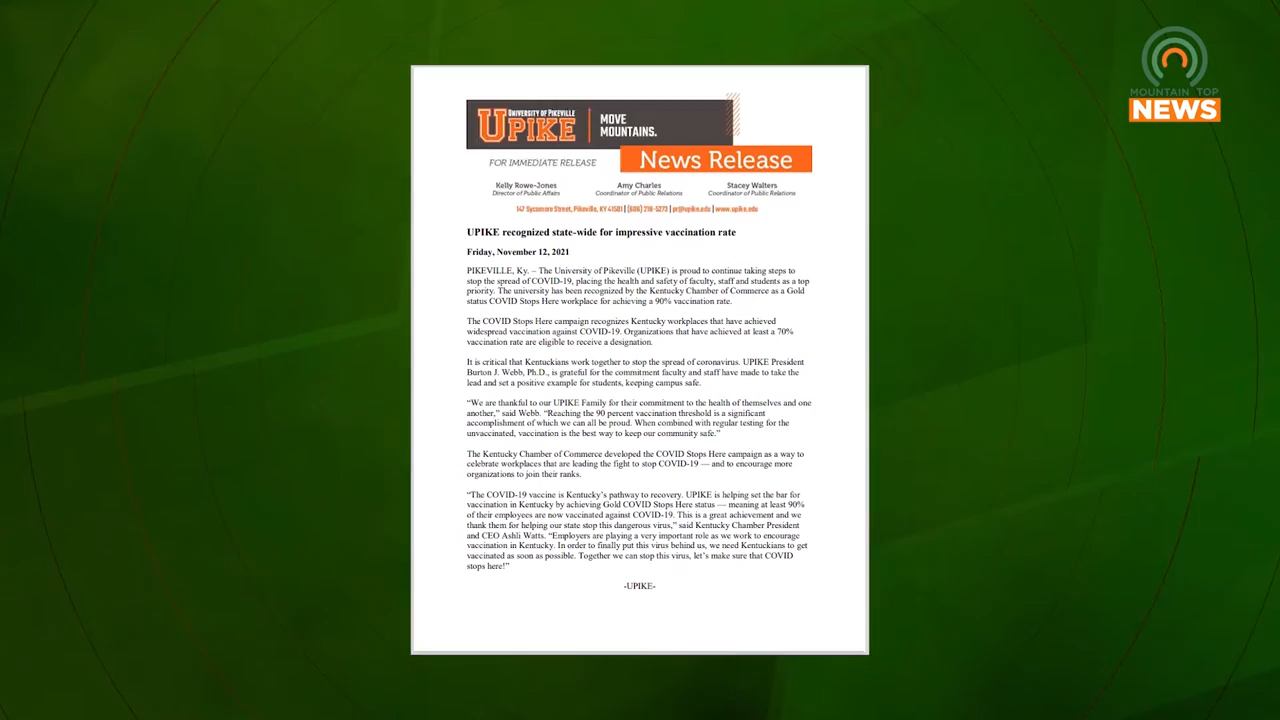 MOUNTAIN TOP
NEWS
UNIVERSITY OF PIKEVILLE
UPIKE
MOVE
MOUNTAINS.
FOR IMMEDIATE RELEASE
News Release
Kelly Rowe-Jones Amy Charles Stacey Walters
Director of Public Affairs Coordinator of Public Relations Coordinator of Public Relations
147 Sycamore Street, Pikeville, KY 41501 | (606) 218-5273 | pr@upike.edu | www.upike.edu
UPIKE recognized state-wide for impressive vaccination rate
Friday, November 12, 2021
PIKEVILLE, Ky. – The University of Pikeville (UPIKE) is proud to continue taking steps to
stop the spread of COVID-19, placing the health and safety of faculty, staff and students as a top
priority. The university has been recognized by the Kentucky Chamber of Commerce as a Gold
status COVID Stops Here workplace for achieving a 90% vaccination rate.
The COVID Stops Here campaign recognizes Kentucky workplaces that have achieved
widespread vaccination against COVID-19. Organizations that have achieved at least a 70%
vaccination rate are eligible to receive a designation.
It is critical that Kentuckians work together to stop the spread of coronavirus. UPIKE President
Burton J. Webb, Ph.D., is grateful for the commitment faculty and staff have made to take the
lead and set a positive example for students, keeping campus safe.
“We are thankful to our UPIKE Family for their commitment to the health of themselves and one
another,” said Webb. “Reaching the 90 percent vaccination threshold is a significant
accomplishment of which we can all be proud. When combined with regular testing for the
unvaccinated, vaccination is the best way to keep our community safe.”
The Kentucky Chamber of Commerce developed the COVID Stops Here campaign as a way to
celebrate workplaces that are leading the fight to stop COVID-19 — and to encourage more
organizations to join their ranks.
“The COVID-19 vaccine is Kentucky’s pathway to recovery. UPIKE is helping set the bar for
vaccination in Kentucky by achieving Gold COVID Stops Here status — meaning at least 90%
of their employees are now vaccinated against COVID-19. This is a great achievement and we
thank them for helping our state stop this dangerous virus,” said Kentucky Chamber President
and CEO Ashli Watts. “Employers are playing a very important role as we work to encourage
vaccination in Kentucky. In order to finally put this virus behind us, we need Kentuckians to get
vaccinated as soon as possible. Together we can stop this virus, let’s make sure that COVID
stops here!”
-UPIKE-